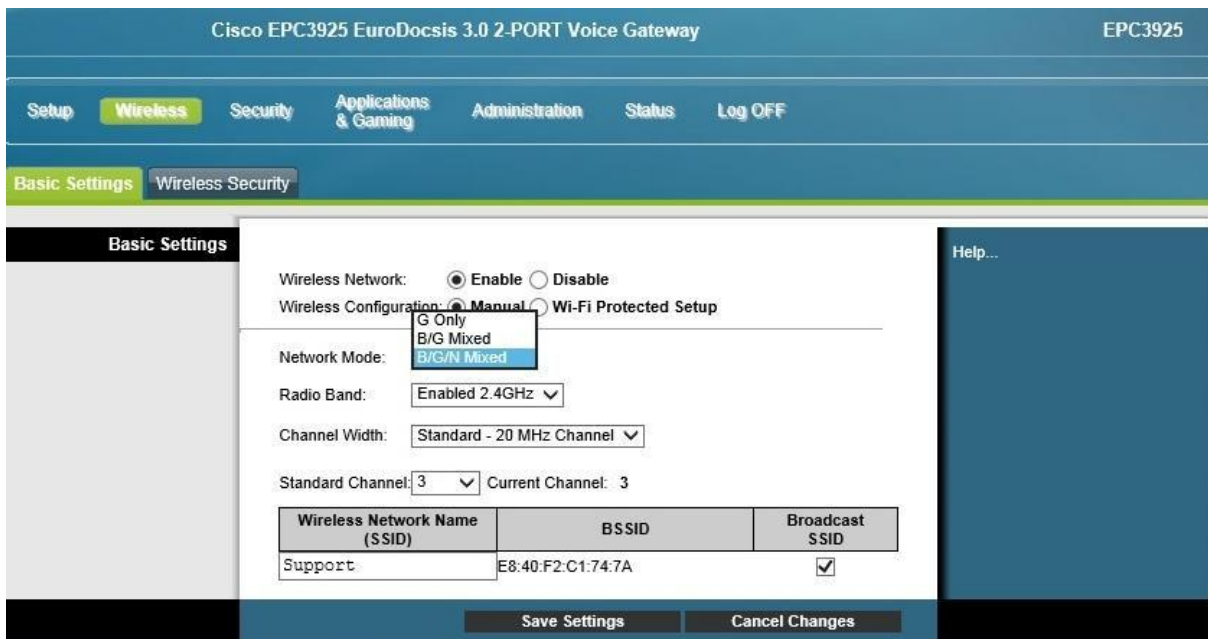 Cisco EPC3925 EuroDocsis 3.0 2-PORT Voice Gateway EPC3925
Setup Wireless Security Applications & Gaming Administration Status Log OFF
Basic Settings Wireless Security
Basic Settings
Help...
Wireless Network: Enable Disable
Wireless Configuration: Manual Wi-Fi Protected Setup
G Only
B/G Mixed
Network Mode: B/G/N Mixed
Radio Band: Enabled 2.4GHz
Channel Width: Standard - 20 MHz Channel
Standard Channel: 3 Current Channel: 3
Wireless Network Name (SSID) BSSID Broadcast SSID
Support E8:40:F2:C1:74:7A
Save Settings Cancel Changes